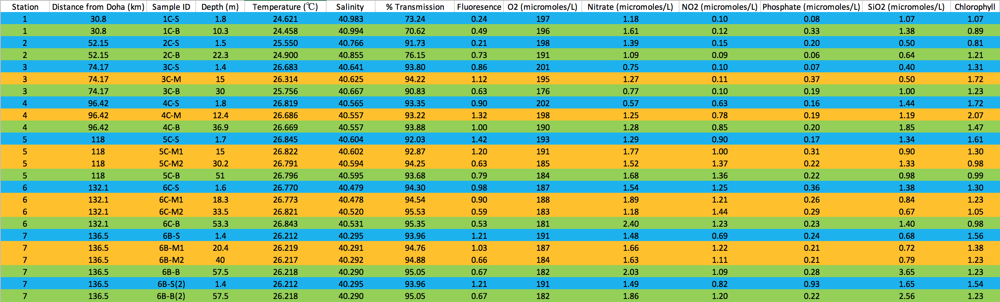 Station Distance from Doha (km) Sample ID Depth (m) Temperature (℃) Salinity % Transmission Fluoresence O2 (micromoles/L) Nitrate (micromoles/L) NO2 (micromoles/L) Phosphate (micromoles/L) SiO2 (micromoles/L) Chlorophyll
1 30.8 1C-S 1.8 24.621 40.983 73.24 0.24 197 1.18 0.10 0.08 1.07 1.07
1 30.8 1C-B 10.3 24.458 40.994 70.62 0.49 196 1.61 0.12 0.33 1.38 0.89
2 52.15 2C-S 1.5 25.550 40.766 91.73 0.21 198 1.39 0.15 0.20 0.50 0.81
2 52.15 2C-B 22.3 24.900 40.855 76.15 0.73 191 1.09 0.09 0.06 0.64 1.21
3 74.17 3C-S 1.4 26.683 40.641 93.80 0.86 201 0.75 0.10 0.07 0.40 1.31
3 74.17 3C-M 15 26.314 40.625 94.22 1.12 195 1.27 0.11 0.37 0.50 1.72
3 74.17 3C-B 30 25.756 40.667 90.83 0.63 176 0.77 0.10 0.19 1.00 1.23
4 96.42 4C-S 1.8 26.819 40.565 93.35 0.90 202 0.57 0.63 0.16 1.44 1.72
4 96.42 4C-M 12.4 26.686 40.557 93.22 1.32 198 1.25 0.78 0.19 1.19 2.07
4 96.42 4C-B 36.9 26.669 40.557 93.88 1.00 190 1.28 0.85 0.20 1.85 1.47
5 118 5C-S 1.7 26.845 40.604 92.03 1.42 193 1.29 0.90 0.17 1.34 1.61
5 118 5C-M1 15 26.822 40.602 92.87 1.20 191 1.77 1.00 0.31 0.90 1.30
5 118 5C-M2 30.2 26.791 40.594 94.25 0.63 185 1.52 1.37 0.22 1.33 0.98
5 118 5C-B 51 26.796 40.595 93.68 0.79 184 1.68 1.36 0.22 0.98 0.99
6 132.1 6C-S 1.6 26.770 40.479 94.30 0.98 187 1.54 1.25 0.36 1.38 1.30
6 132.1 6C-M1 18.3 26.773 40.478 94.54 0.90 188 1.89 1.21 0.26 0.84 1.23
6 132.1 6C-M2 33.5 26.821 40.520 95.53 0.59 183 1.18 1.44 0.29 0.67 1.05
6 132.1 6C-B 53.3 26.843 40.531 95.35 0.53 181 2.40 1.23 0.23 1.40 0.98
7 136.5 6B-S 1.4 26.212 40.295 93.96 1.21 191 1.48 0.69 0.24 0.68 1.56
7 136.5 6B-M1 20.4 26.219 40.291 94.76 1.03 187 1.66 1.22 0.21 0.72 1.38
7 136.5 6B-M2 40 26.217 40.292 94.88 0.66 184 1.63 1.11 0.21 0.79 1.23
7 136.5 6B-B 57.5 26.218 40.290 95.05 0.67 182 2.03 1.09 0.28 3.65 1.23
7 136.5 6B-S(2) 1.4 26.212 40.295 93.96 1.21 191 1.49 0.82 0.93 1.65 1.54
7 136.5 6B-B(2) 57.5 26.218 40.290 95.05 0.67 182 1.86 1.20 0.22 2.56 1.23